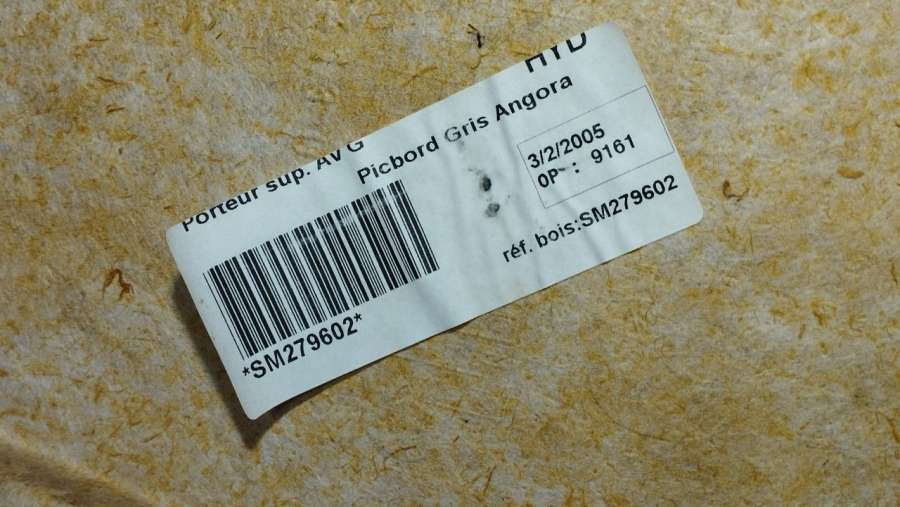 HYD
Porteur sup. AV G
Picbord Gris Angora
3/2/2005
OP : 9161
réf. bois:SM279602
*SM279602*